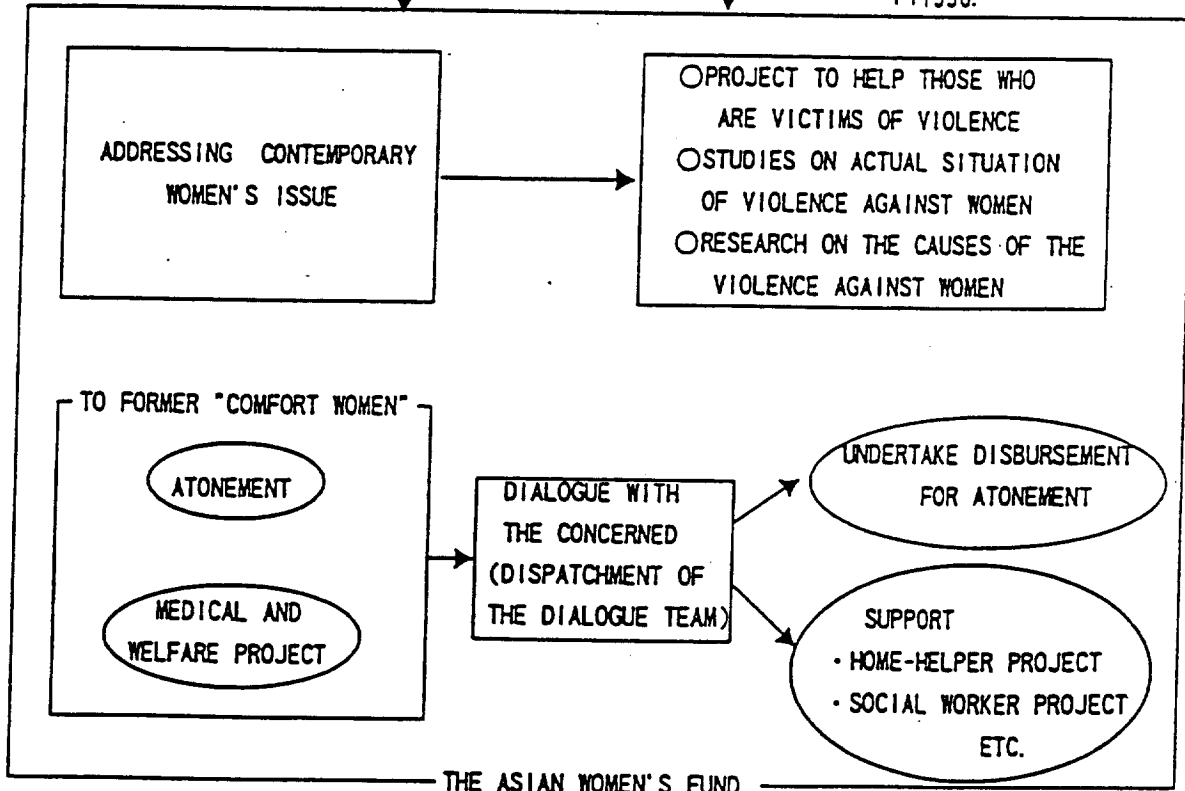 ADDRESSING CONTEMPORARY
WOMEN'S ISSUE
○PROJECT TO HELP THOSE WHO
ARE VICTIMS OF VIOLENCE
○STUDIES ON ACTUAL SITUATION
OF VIOLENCE AGAINST WOMEN
○RESEARCH ON THE CAUSES OF THE
VIOLENCE AGAINST WOMEN
TO FORMER "COMFORT WOMEN"
ATONEMENT
MEDICAL AND
WELFARE PROJECT
DIALOGUE WITH
THE CONCERNED
(DISPATCHMENT OF
THE DIALOGUE TEAM)
UNDERTAKE DISBURSEMENT
FOR ATONEMENT
SUPPORT
・HOME-HELPER PROJECT
・SOCIAL WORKER PROJECT
ETC.
THE ASIAN WOMEN'S FUND